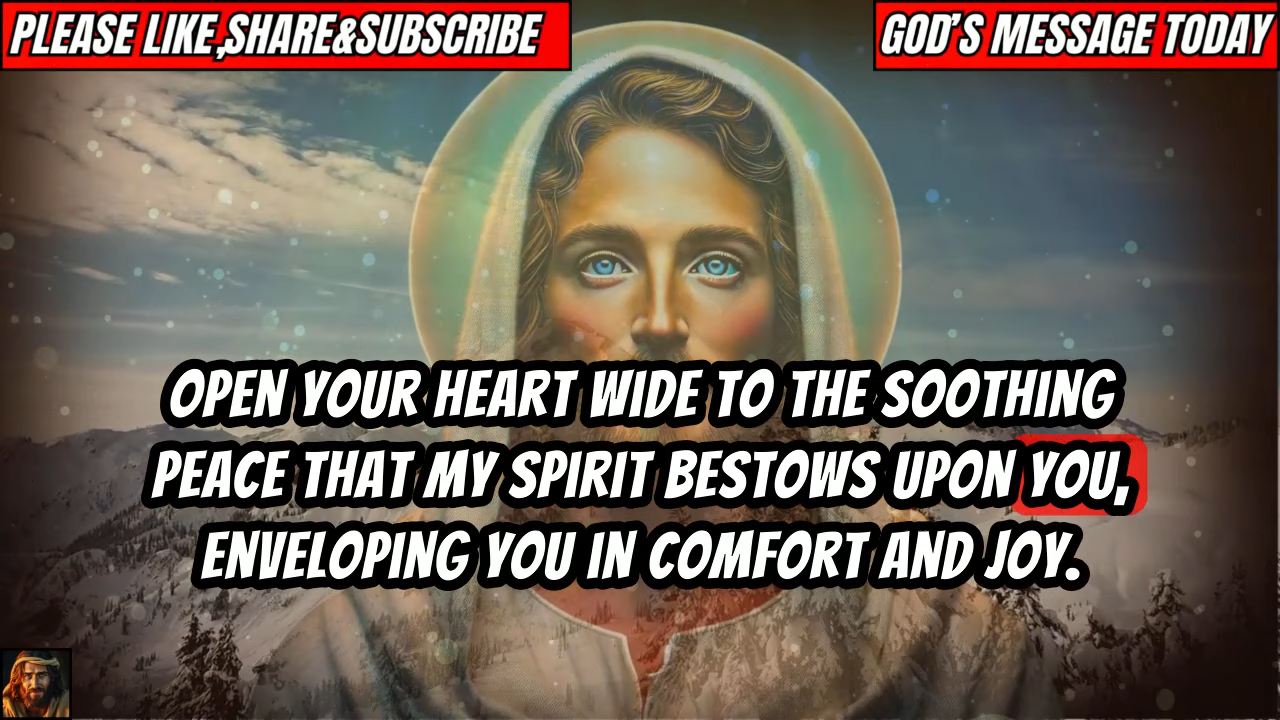 PLEASE LIKE,SHARE&SUBSCRIBE
GOD'S MESSAGE TODAY
OPEN YOUR HEART WIDE TO THE SOOTHING
PEACE THAT MY SPIRIT BESTOWS UPON YOU,
ENVELOPING YOU IN COMFORT AND JOY.